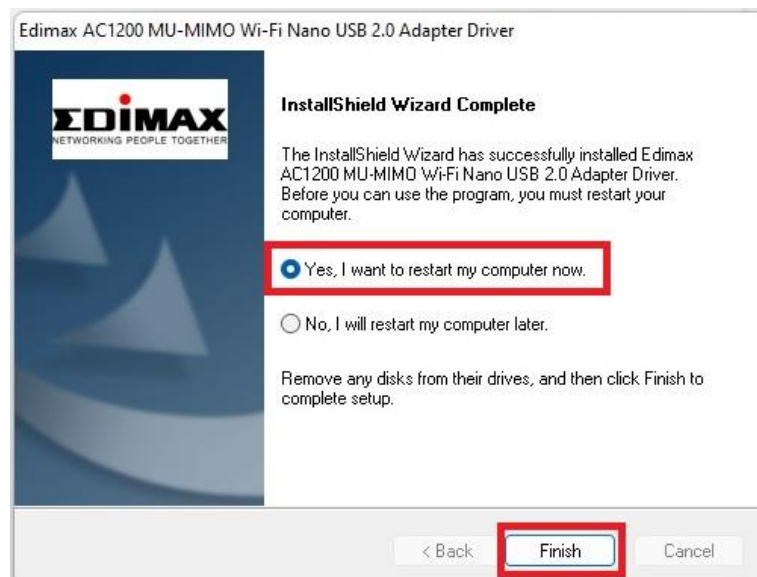 Edimax AC1200 MU-MIMO Wi-Fi Nano USB 2.0 Adapter Driver
EDIMAX
NETWORKING PEOPLE TOGETHER
InstallShield Wizard Complete
The InstallShield Wizard has successfully installed Edimax
AC1200 MU-MIMO Wi-Fi Nano USB 2.0 Adapter Driver.
Before you can use the program, you must restart your
computer.
Yes, I want to restart my computer now.
No, I will restart my computer later.
Remove any disks from their drives, and then click Finish to
complete setup.
< Back
Finish
Cancel